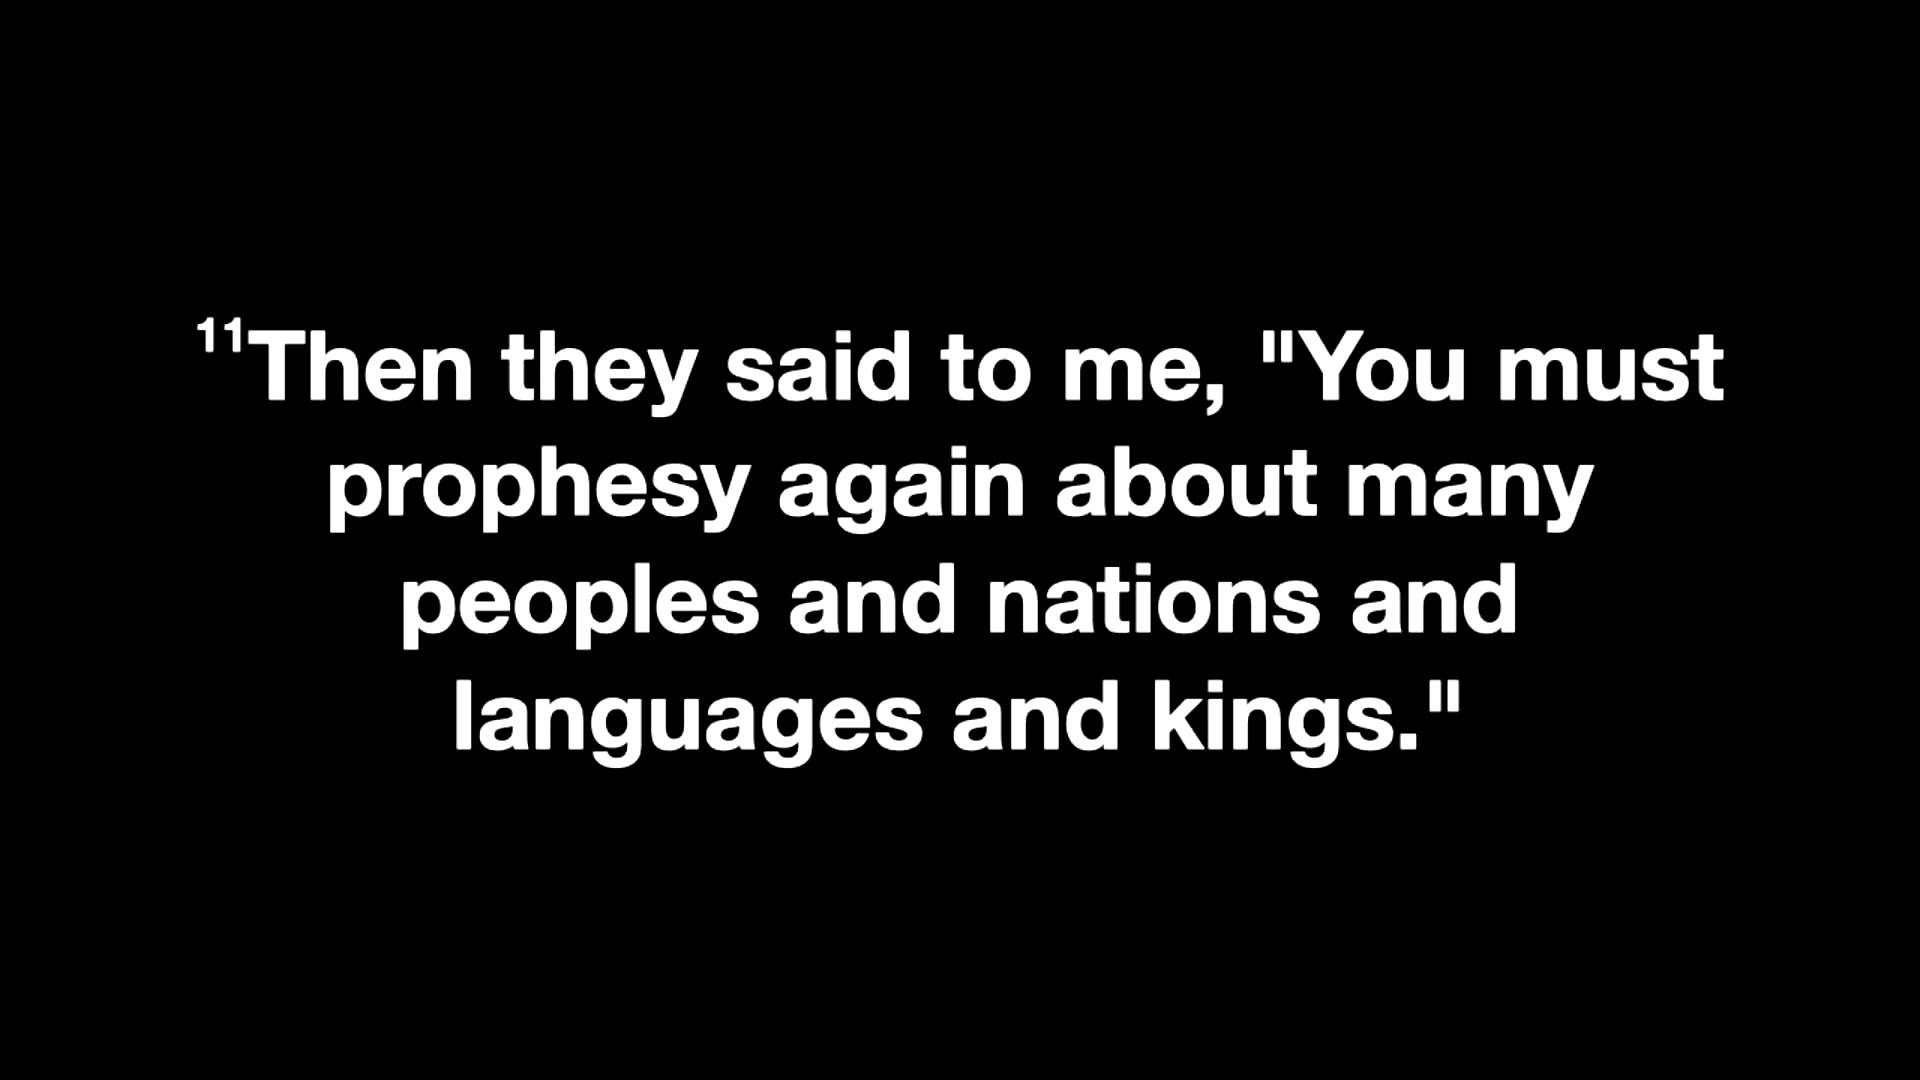 ¹¹Then they said to me, "You must
prophesy again about many
peoples and nations and
languages and kings."